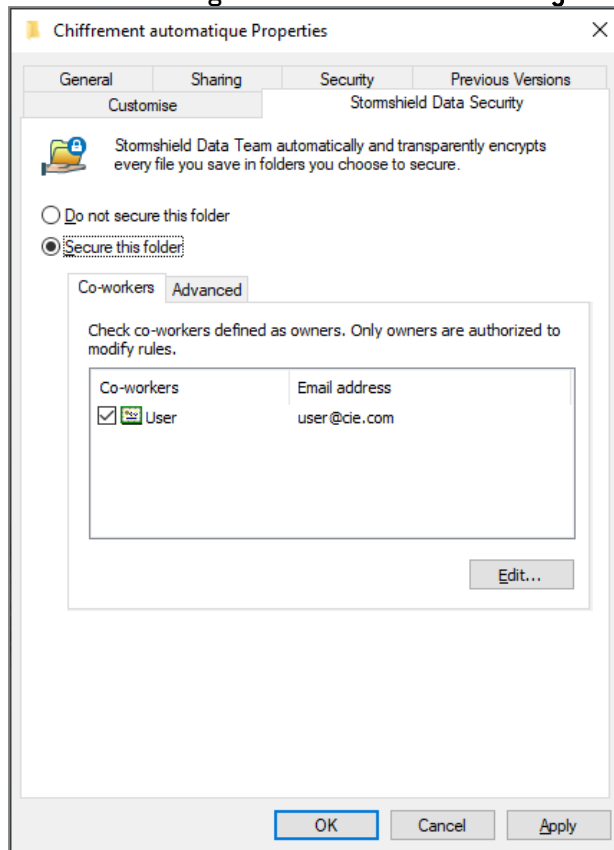 Chiffrement automatique Properties
General
Sharing
Security
Previous Versions
Customise
Stormshield Data Security
Stormshield Data Team automatically and transparently encrypts
every file you save in folders you choose to secure.
Do not secure this folder
Secure this folder
Co-workers
Advanced
Check co-workers defined as owners. Only owners are authorized to
modify rules.
Co-workers
Email address
User
user@cie.com
Edit...
OK
Cancel
Apply